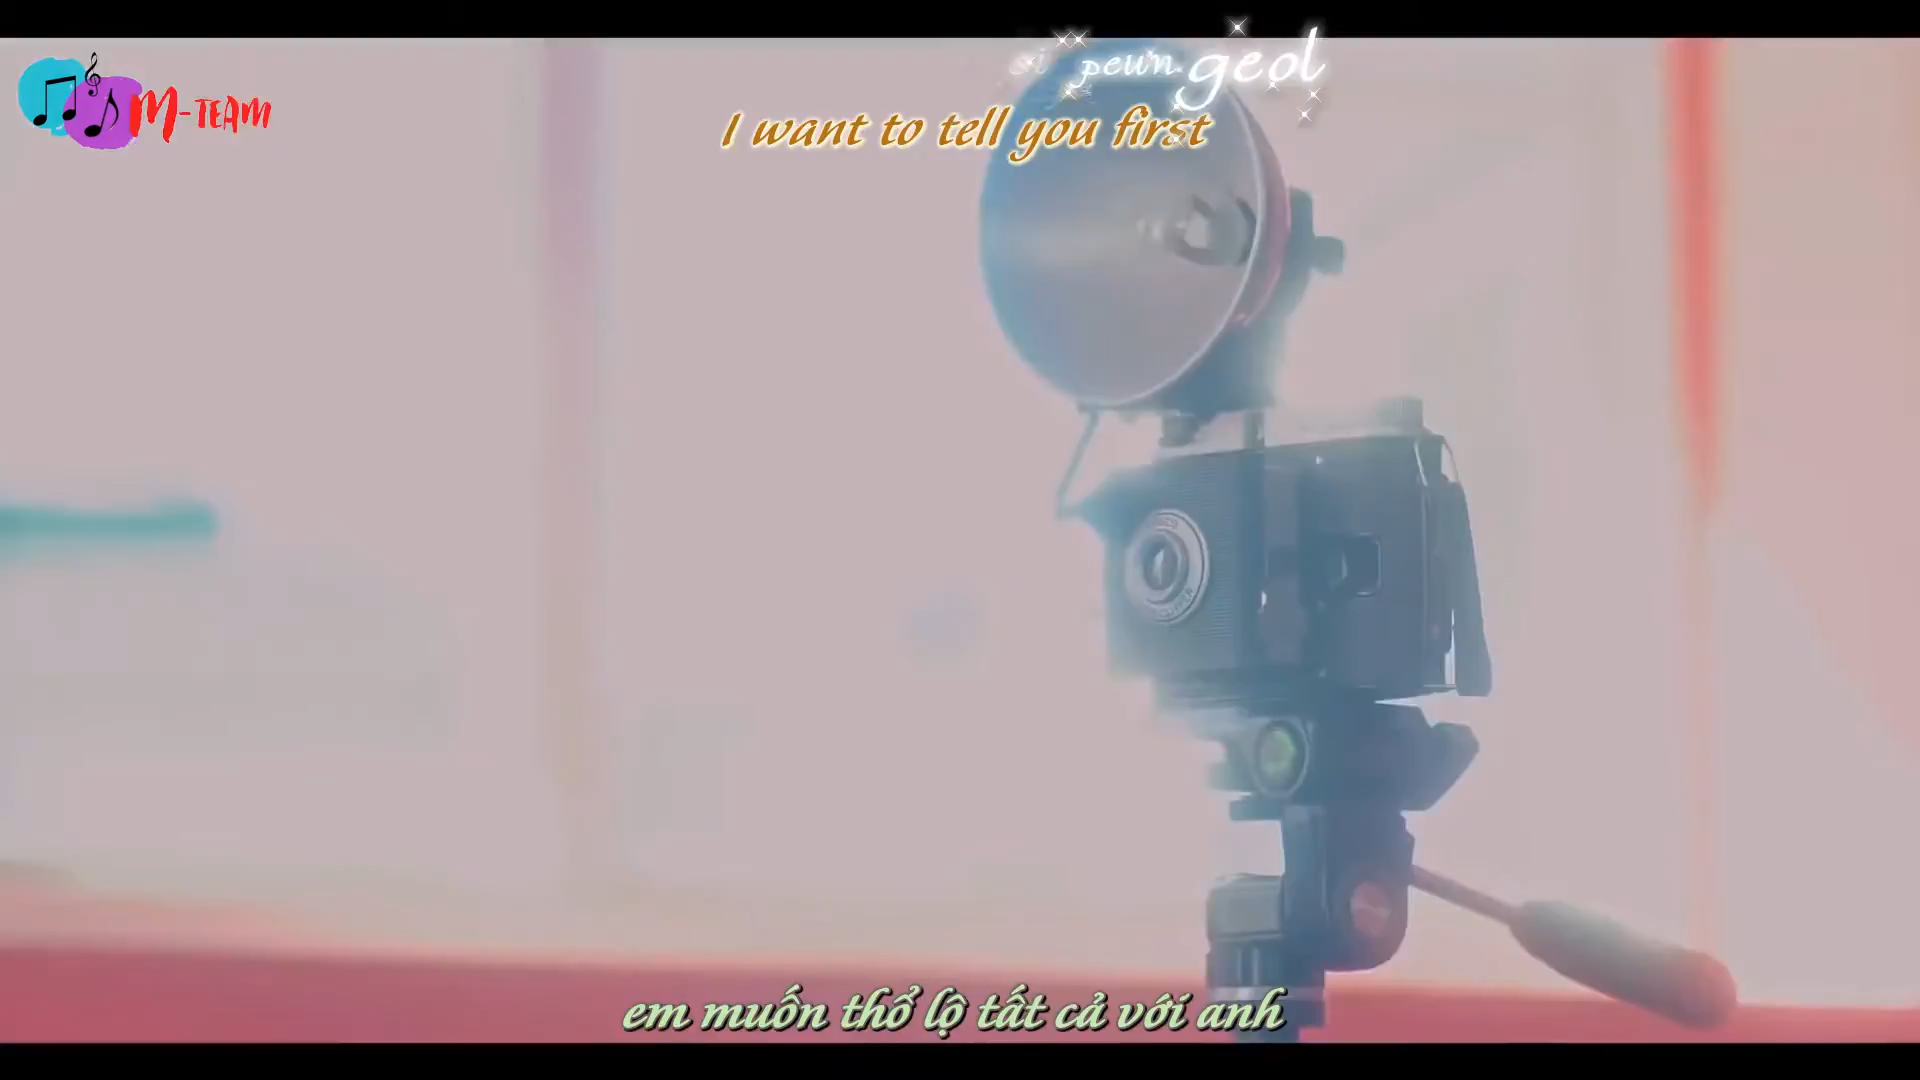 peun geol
M-TEAM
I want to tell you first
em muốn thổ lộ tất cả với anh